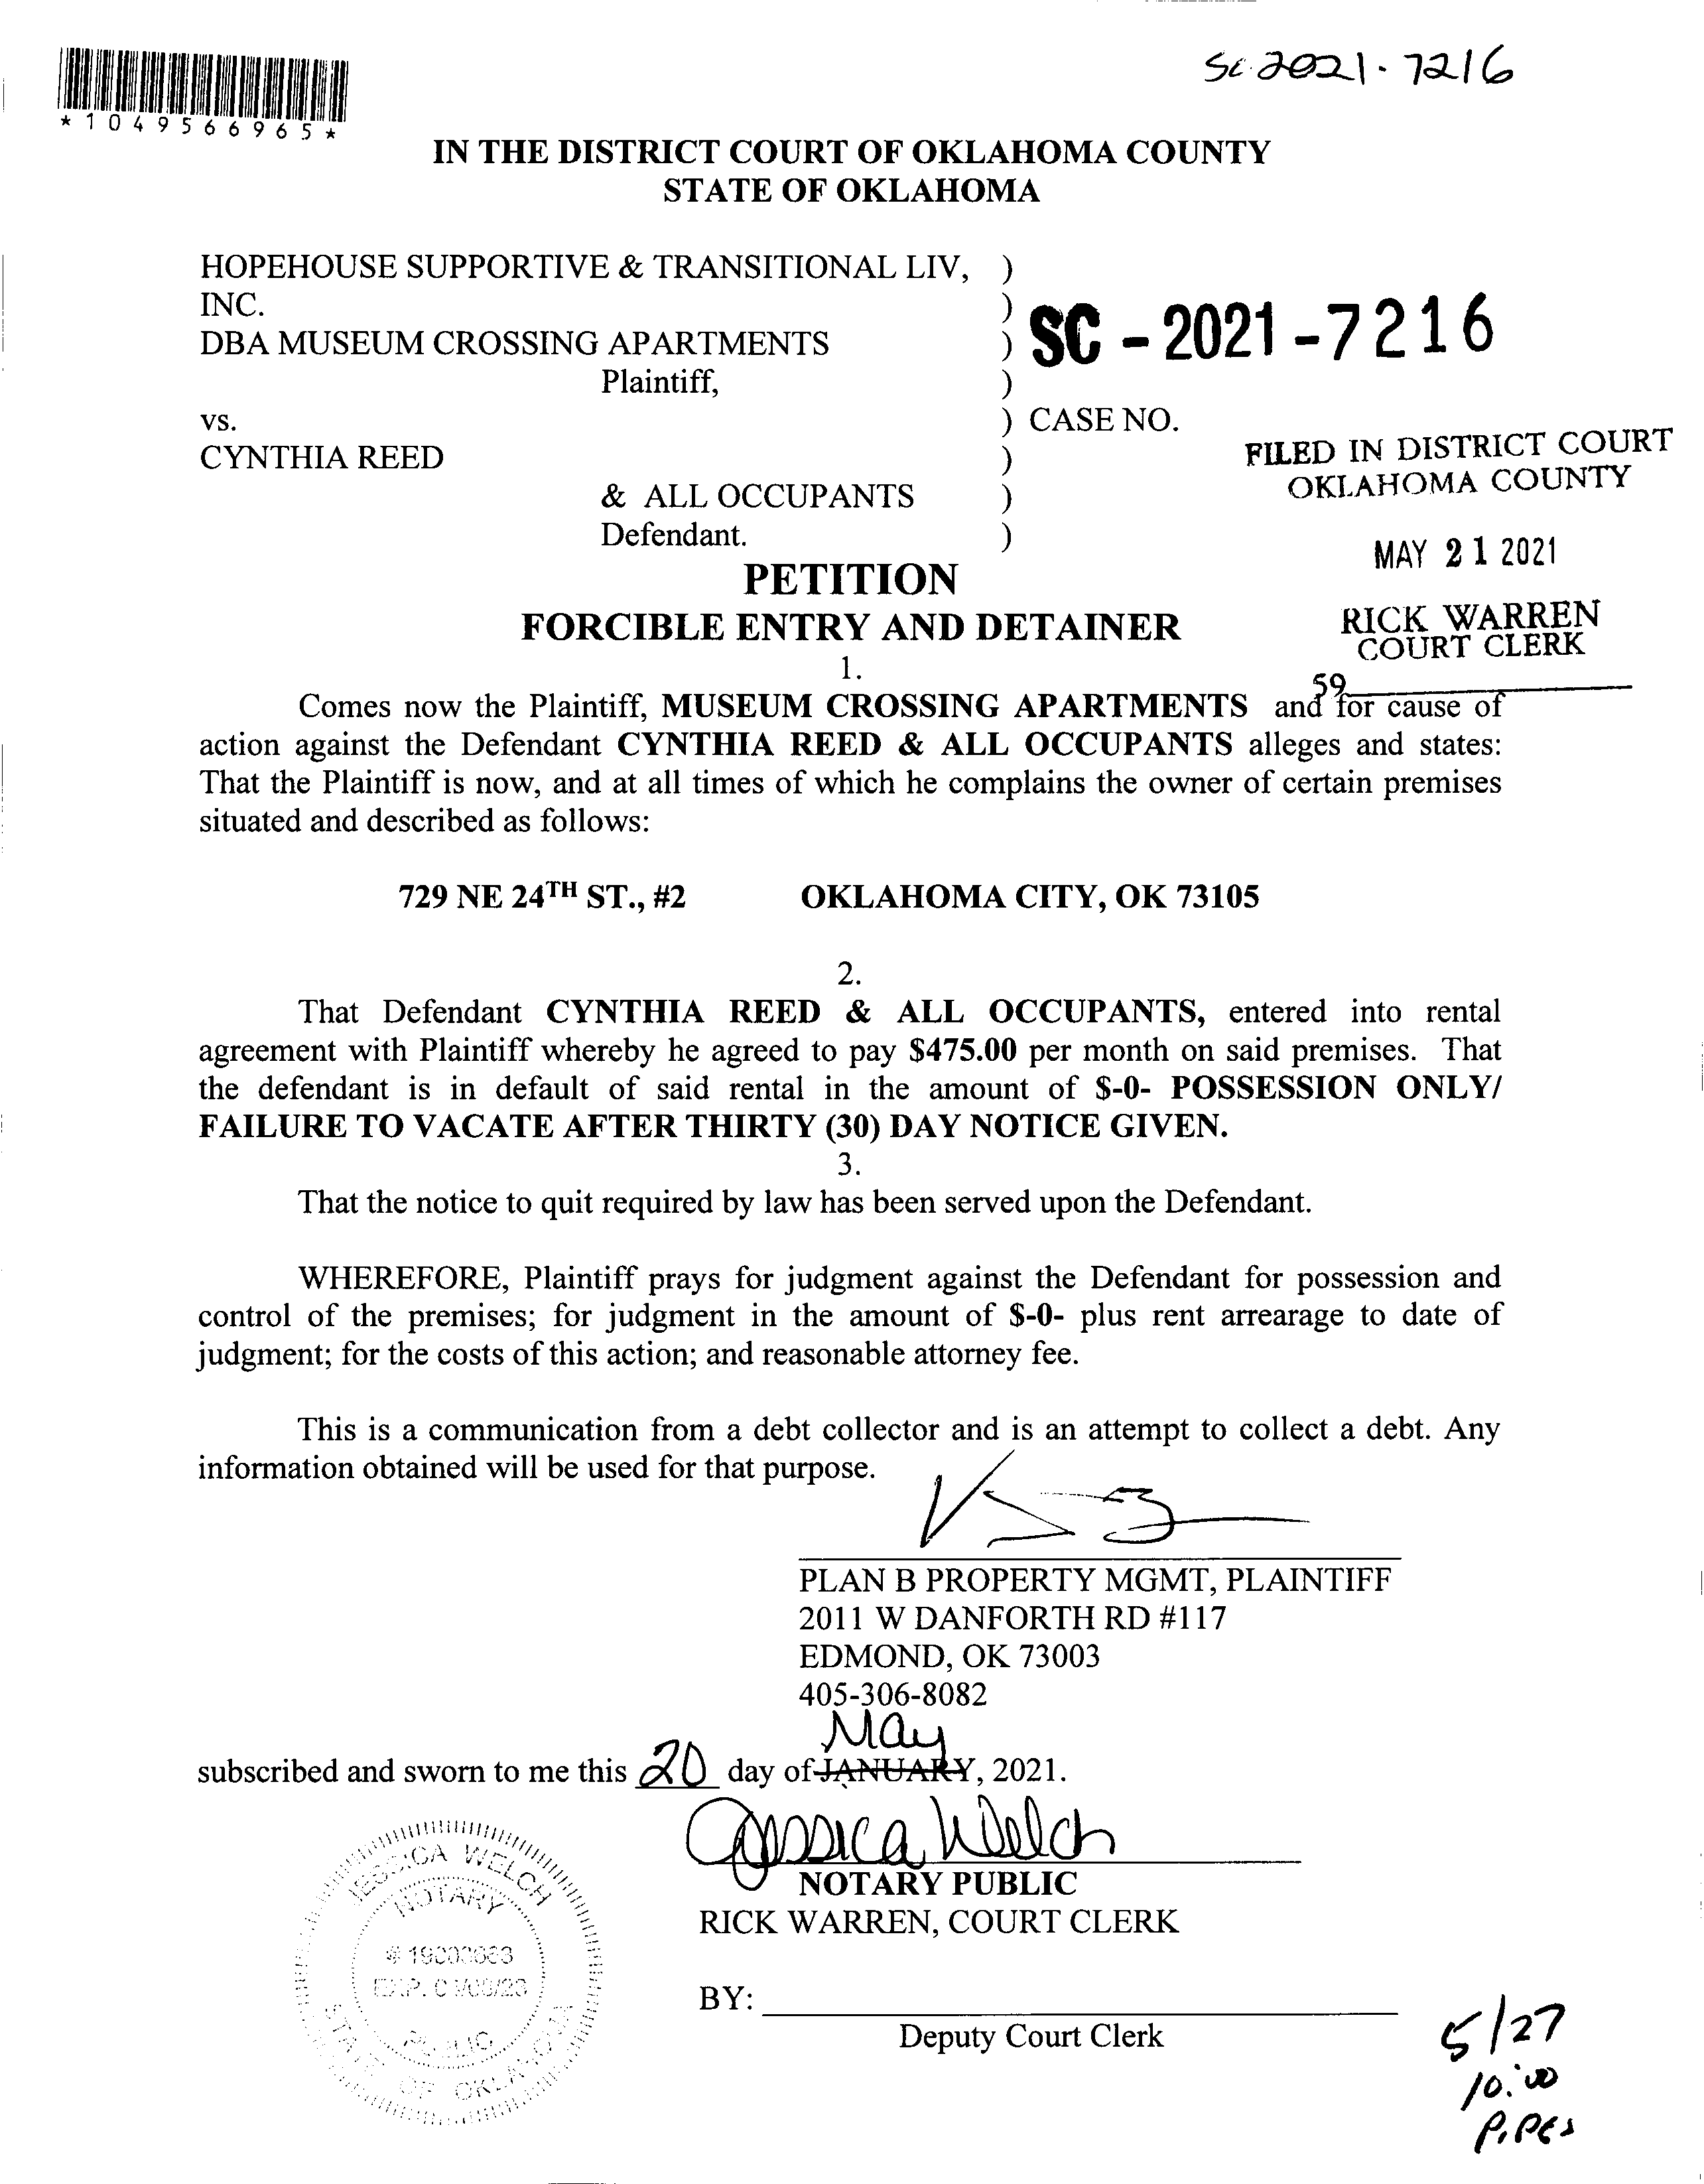 *1049566965*
SC-2021-7216
IN THE DISTRICT COURT OF OKLAHOMA COUNTY
STATE OF OKLAHOMA
HOPEHOUSE SUPPORTIVE & TRANSITIONAL LIV, )
INC. )
DBA MUSEUM CROSSING APARTMENTS ) SC - 2021 - 7216
Plaintiff, )
vs. ) CASE NO.
CYNTHIA REED )
& ALL OCCUPANTS )
Defendant. )
FILED IN DISTRICT COURT
OKLAHOMA COUNTY
MAY 21 2021
RICK WARREN
COURT CLERK
59
PETITION
FORCIBLE ENTRY AND DETAINER
1.
Comes now the Plaintiff, MUSEUM CROSSING APARTMENTS and for cause of
action against the Defendant CYNTHIA REED & ALL OCCUPANTS alleges and states:
That the Plaintiff is now, and at all times of which he complains the owner of certain premises
situated and described as follows:
729 NE 24TH ST., #2 OKLAHOMA CITY, OK 73105
2.
That Defendant CYNTHIA REED & ALL OCCUPANTS, entered into rental
agreement with Plaintiff whereby he agreed to pay $475.00 per month on said premises. That
the defendant is in default of said rental in the amount of $-0- POSSESSION ONLY/
FAILURE TO VACATE AFTER THIRTY (30) DAY NOTICE GIVEN.
3.
That the notice to quit required by law has been served upon the Defendant.
WHEREFORE, Plaintiff prays for judgment against the Defendant for possession and
control of the premises; for judgment in the amount of $-0- plus rent arrearage to date of
judgment; for the costs of this action; and reasonable attorney fee.
This is a communication from a debt collector and is an attempt to collect a debt. Any
information obtained will be used for that purpose.
PLAN B PROPERTY MGMT, PLAINTIFF
2011 W DANFORTH RD #117
EDMOND, OK 73003
405-306-8082
May
subscribed and sworn to me this 20 day of JANUARY, 2021.
Jessica Welch
NOTARY PUBLIC
RICK WARREN, COURT CLERK
BY:
Deputy Court Clerk
JESSICA WELCH
NOTARY
PUBLIC
STATE OF OKLAHOMA
5/27
10:00
Pipes